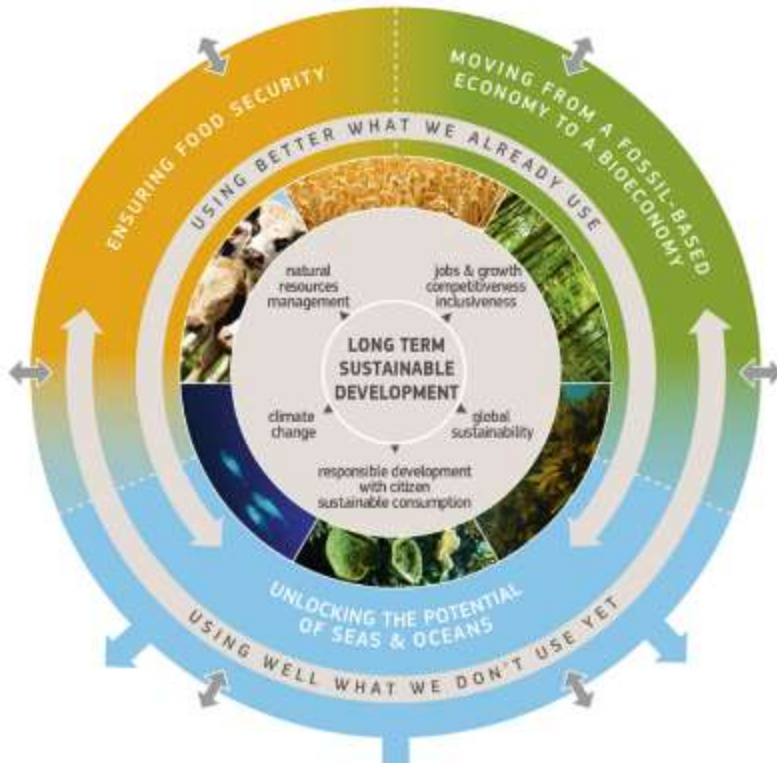 ENSURING FOOD SECURITY
MOVING FROM A FOSSIL-BASED
ECONOMY TO A BIOECONOMY
USING BETTER WHAT WE ALREADY USE
natural
resources
management
jobs & growth
competitiveness
inclusiveness
LONG TERM
SUSTAINABLE
DEVELOPMENT
climate
change
global
sustainability
responsible development
with citizen
sustainable consumption
UNLOCKING THE POTENTIAL
OF SEAS & OCEANS
USING WELL WHAT WE DON'T USE YET